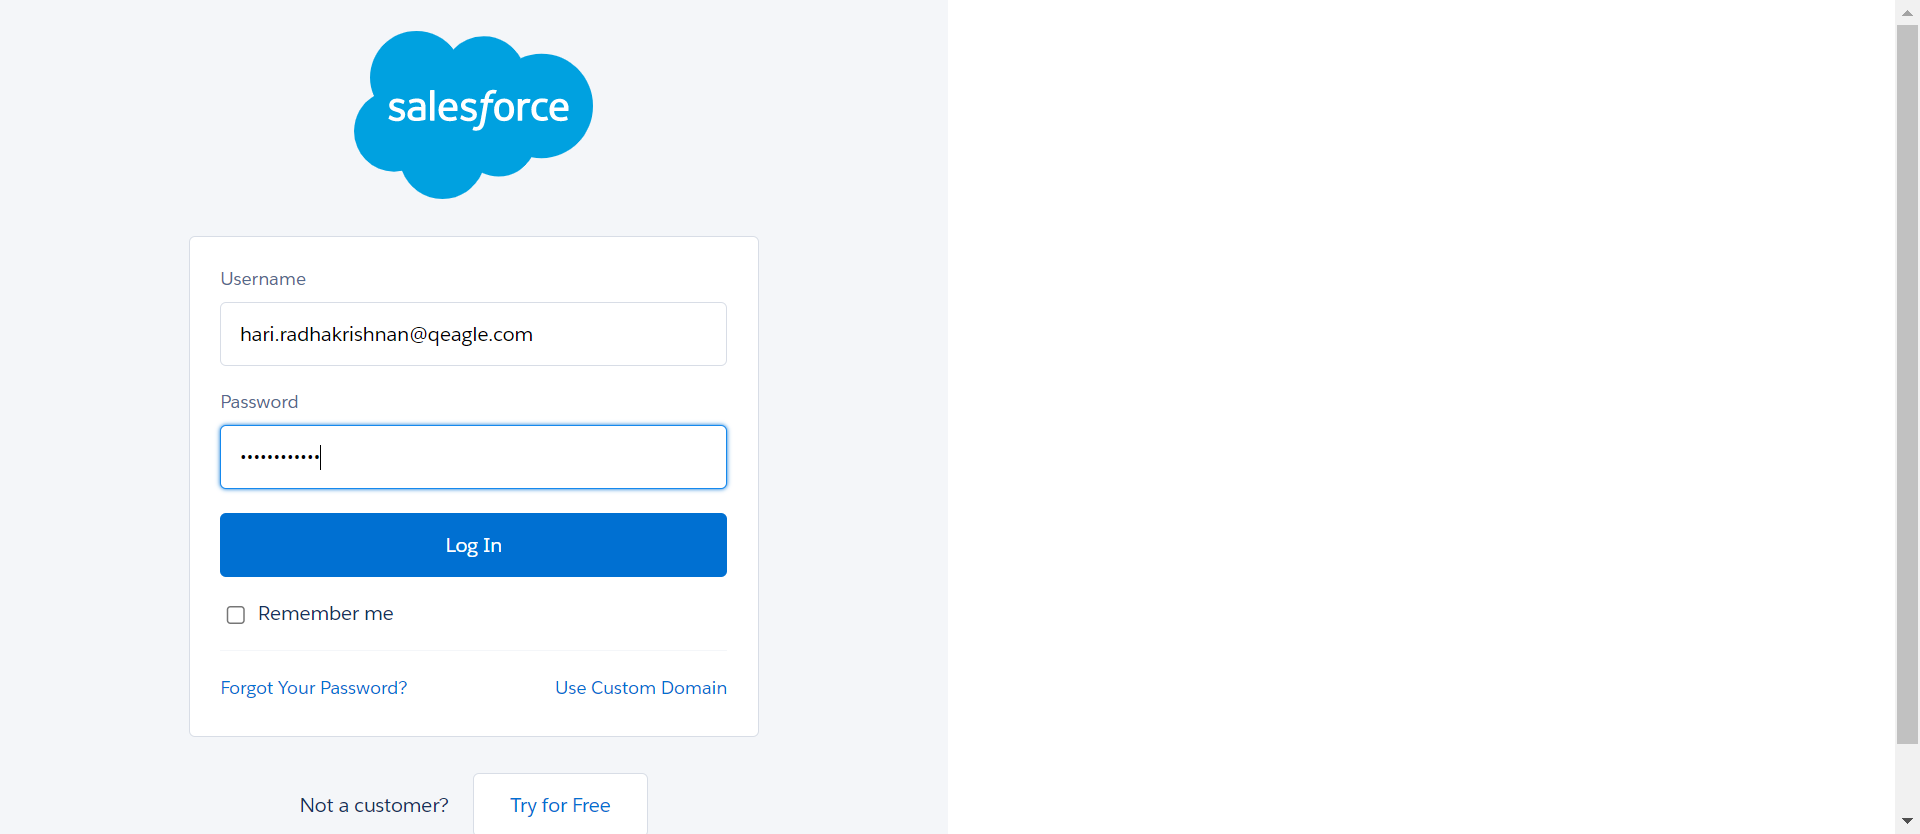 salesforce
Username
hari.radhakrishnan@qeagle.com
Password
••••••••••••
Log In
Remember me
Forgot Your Password?
Use Custom Domain
Not a customer?
Try for Free